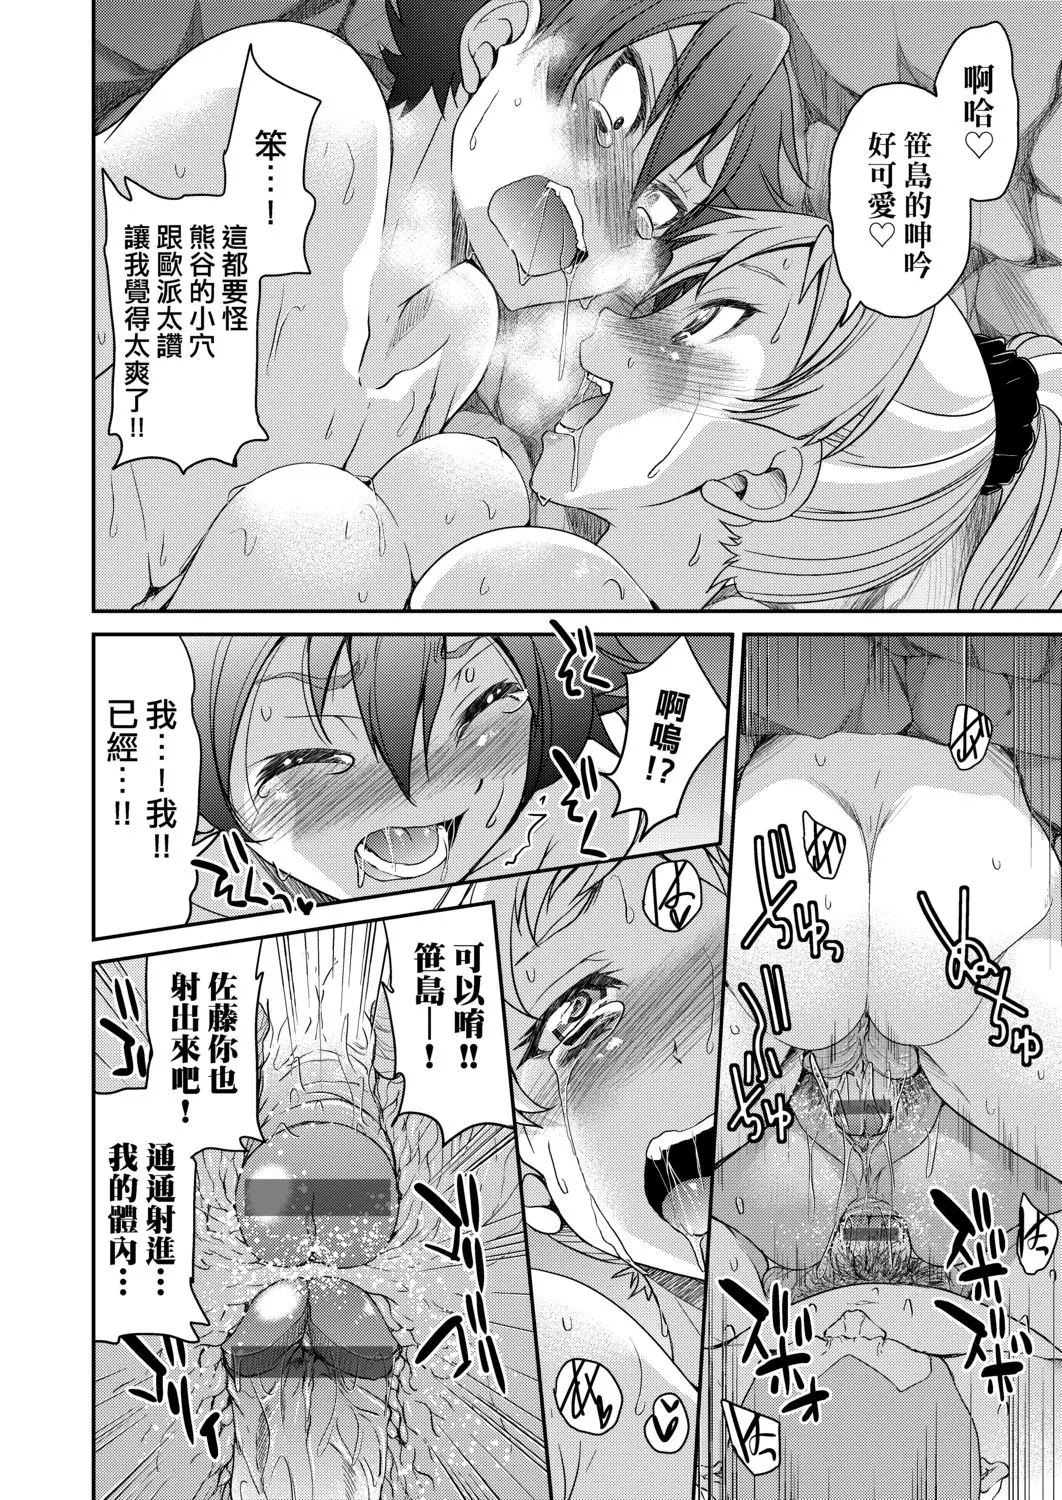 啊哈♡
笹島的呻吟
好可愛♡
笨…！
這都要怪
熊谷的小穴
跟歐派太讚
讓我覺得太爽了!!
啊嗚!?
我…！我!!
已經…!!
可以唷!!
笹島──！
佐藤你也
射出來吧！
通通射進…
我的體內…